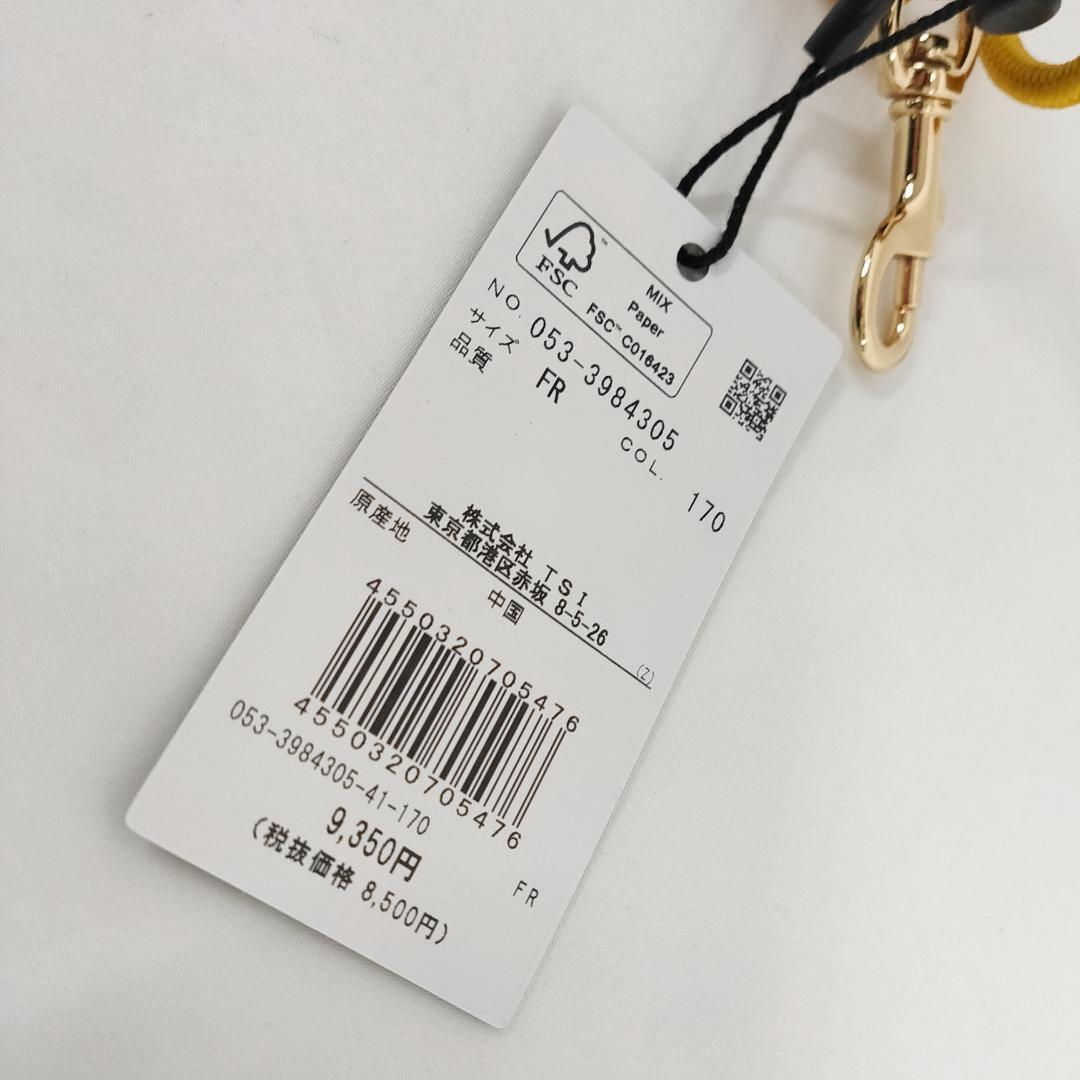 FSC
MIX
Paper
FSC™ C016423
NO. 053-3984305
サイズ FR
品質
COL. 170
株式会社 TSI
東京都港区赤坂 8-5-26
(Z)
原産地 中国
4550320705476
4550320705476
053-3984305-41-170
FR
9,350円
(税抜価格 8,500円)